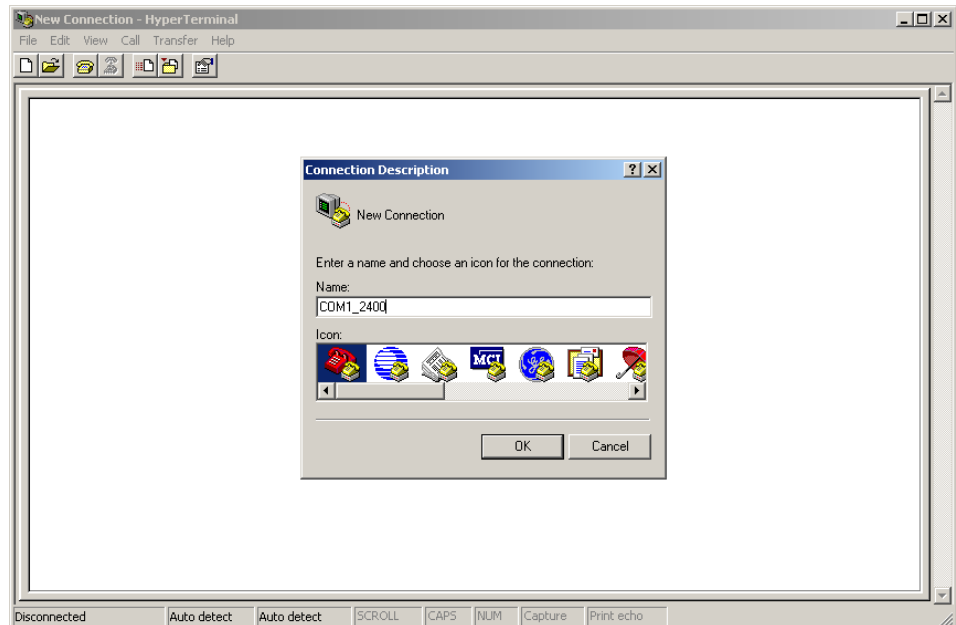 New Connection - HyperTerminal
File Edit View Call Transfer Help
Connection Description
New Connection
Enter a name and choose an icon for the connection:
Name:
COM1_2400
Icon:
MCI
OK Cancel
Disconnected Auto detect Auto detect SCROLL CAPS NUM Capture Print echo